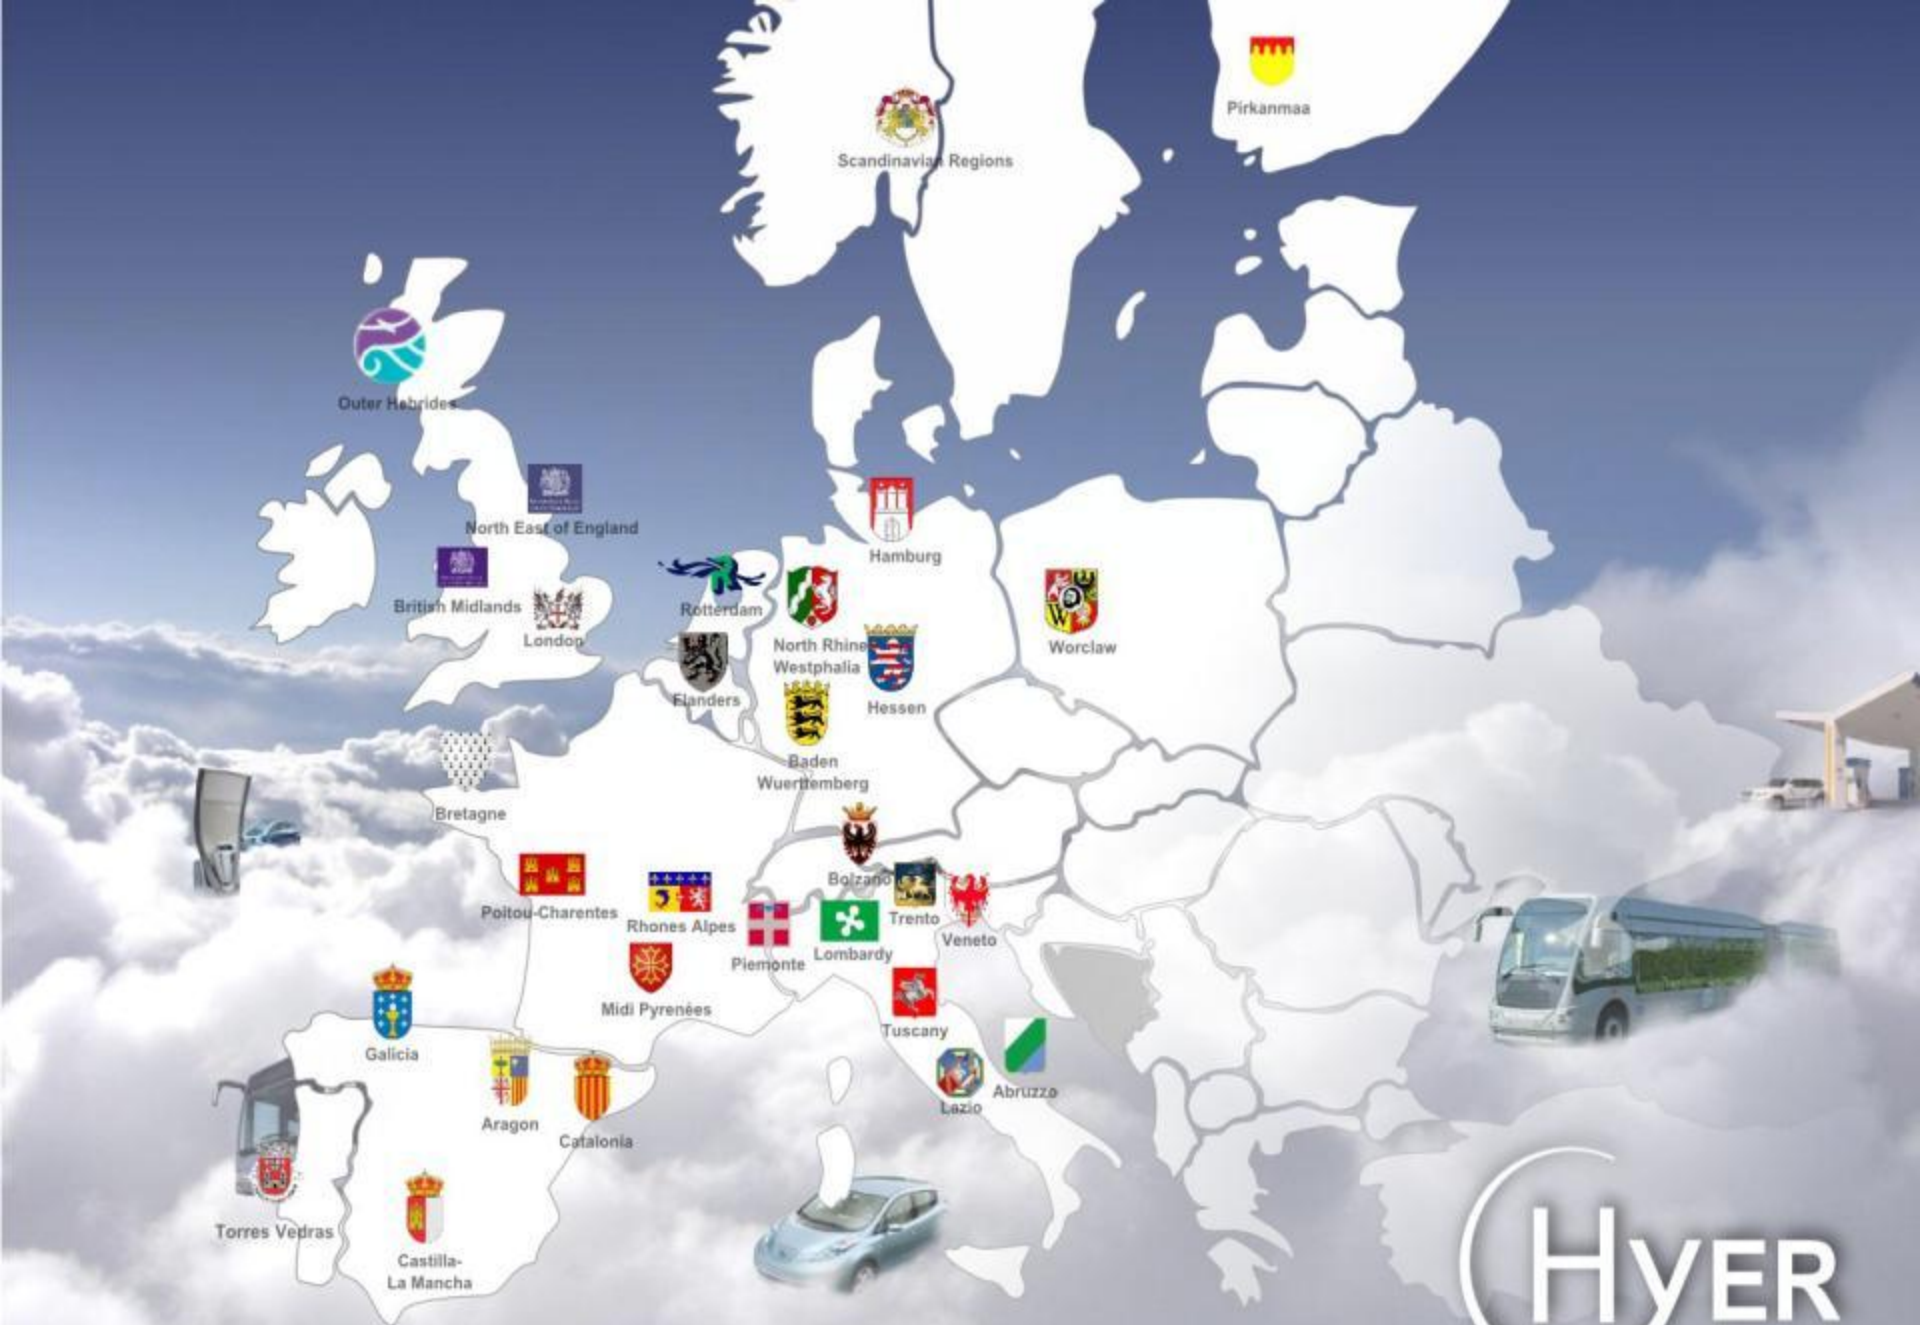 Pirkanmaa
Scandinavian Regions
Outer Hebrides
North East of England
Hamburg
British Midlands
Rotterdam
London
North Rhine
Westphalia
Worclaw
Flanders
Hessen
Baden
Wuerttemberg
Bretagne
Bolzano
Poitou-Charentes
Rhones Alpes
Trento
Veneto
Piemonte
Lombardy
Midi Pyrenées
Tuscany
Galicia
Abruzzo
Lazio
Aragon
Catalonia
Torres Vedras
Castilla-
La Mancha
W
HyER